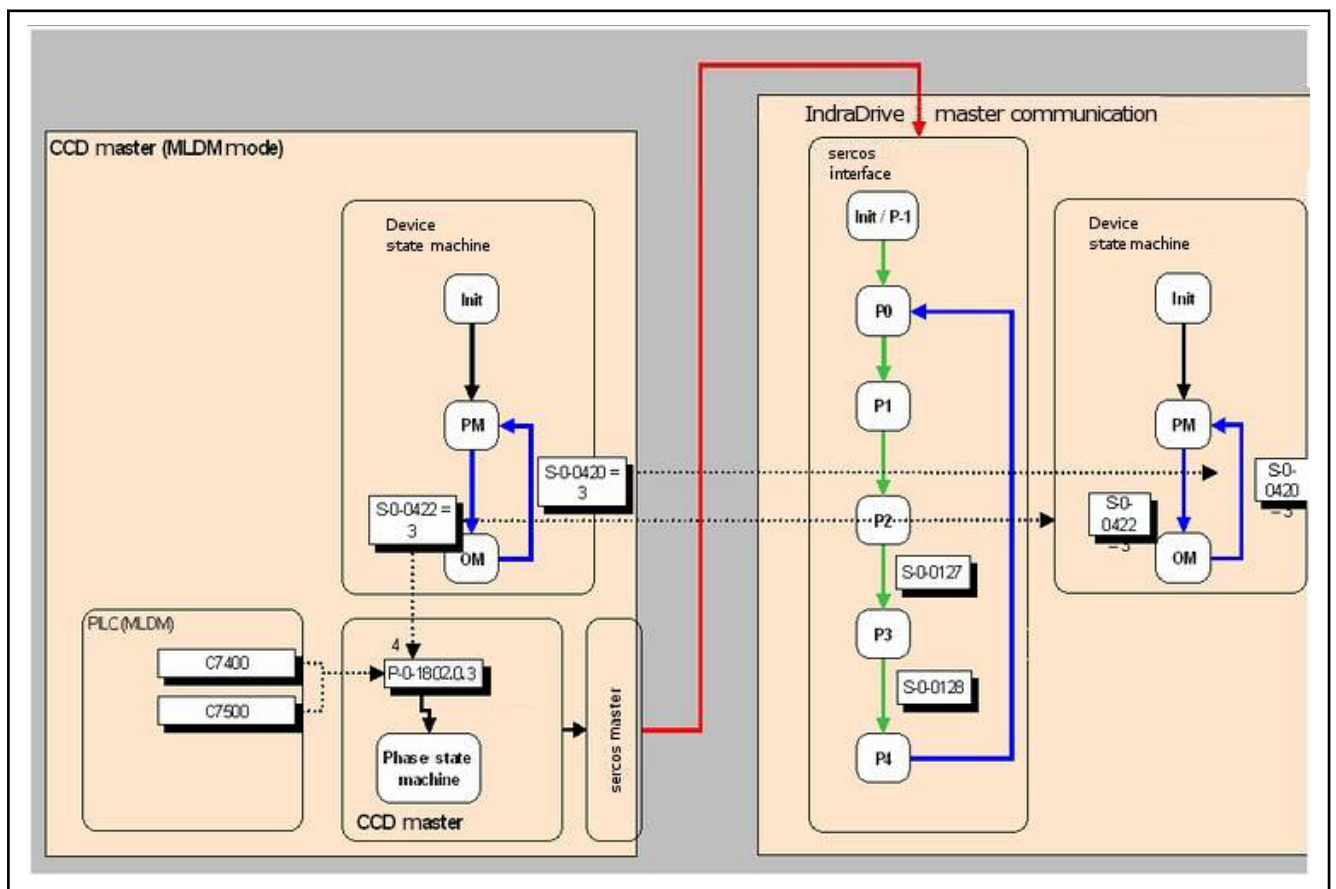 CCD master (MLDM mode)
Device
state machine
Init
PM
S-0-0420 =
3
S-0-0422 =
3
OM
PLC(MLDM)
C7400
C7500
4
P-0-1802.0.3
Phase state
machine
CCD master
sercos master
IndraDrive master communication
sercos
interface
Init / P-1
P0
P1
P2
S-0-0127
P3
S-0-0128
P4
Device
state machine
Init
PM
S-0-
0420
S-0-
0422
OM